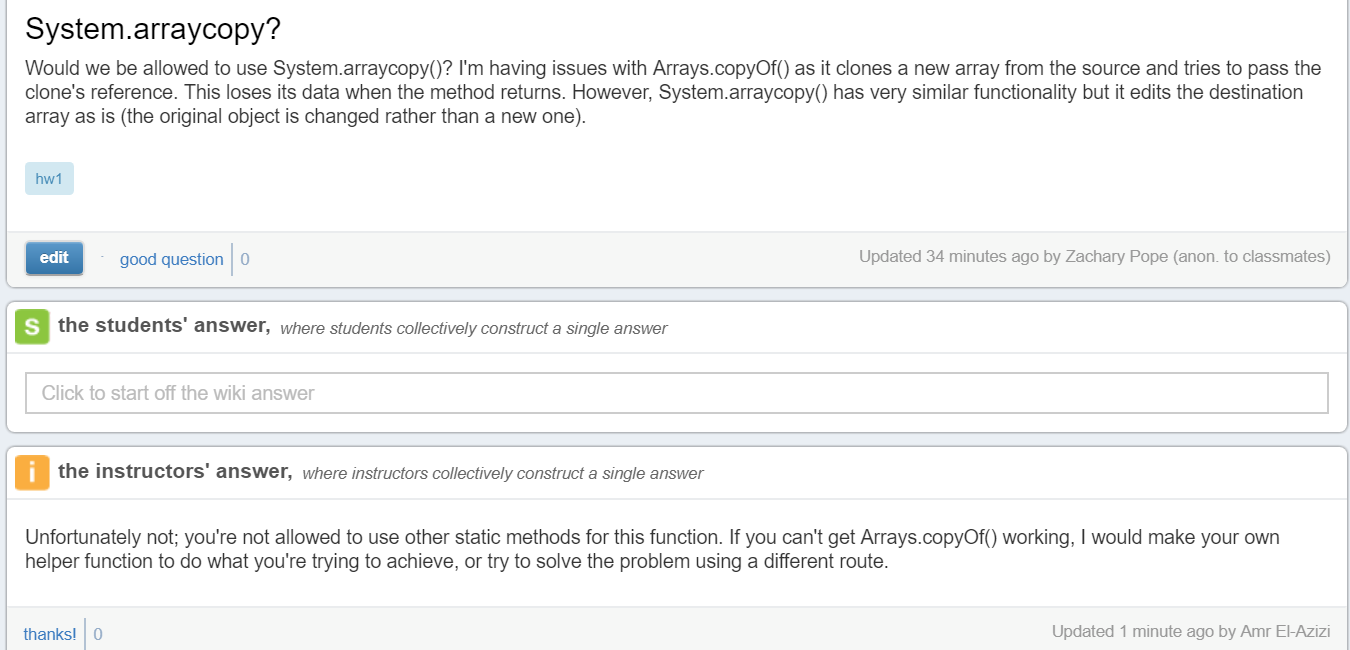 System.arraycopy?
Would we be allowed to use System.arraycopy()? I'm having issues with Arrays.copyOf() as it clones a new array from the source and tries to pass the
clone's reference. This loses its data when the method returns. However, System.arraycopy() has very similar functionality but it edits the destination
array as is (the original object is changed rather than a new one).
hw1
edit · good question 0 Updated 34 minutes ago by Zachary Pope (anon. to classmates)
S the students' answer, where students collectively construct a single answer
Click to start off the wiki answer
i the instructors' answer, where instructors collectively construct a single answer
Unfortunately not; you're not allowed to use other static methods for this function. If you can't get Arrays.copyOf() working, I would make your own
helper function to do what you're trying to achieve, or try to solve the problem using a different route.
thanks! 0 Updated 1 minute ago by Amr El-Azizi